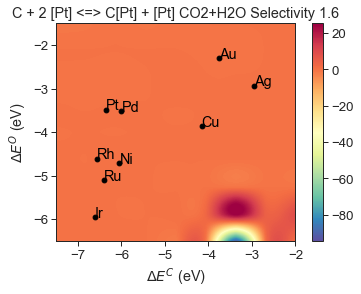 C + 2 [Pt] <=> C[Pt] + [Pt] CO2+H2O Selectivity 1.6
Au
Ag
Pt
Pd
Cu
Rh
Ni
Ru
Ir
−2
−3
−4
−5
−6
−7
−6
−5
−4
−3
−2
ΔE^C (eV)
ΔE^O (eV)
20
0
−20
−40
−60
−80